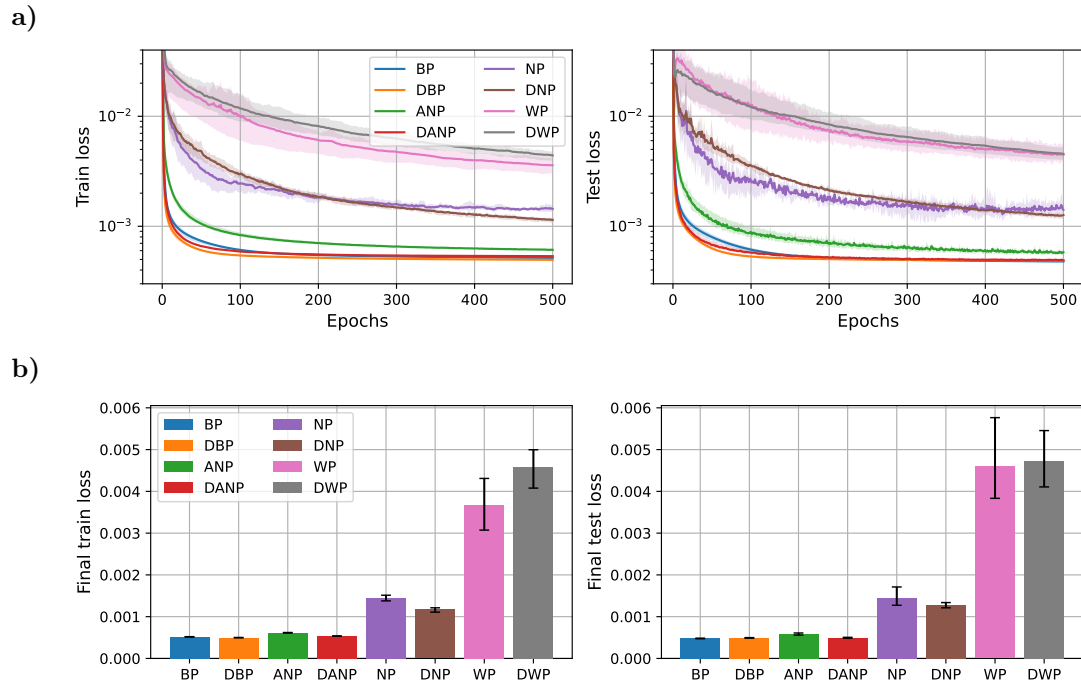 a)
Train loss
10⁻²
10⁻³
BP
DBP
ANP
DANP
NP
DNP
WP
DWP
0 100 200 300 400 500
Epochs
Test loss
10⁻²
10⁻³
0 100 200 300 400 500
Epochs
b)
Final train loss
0.006
0.005
0.004
0.003
0.002
0.001
0.000
BP
DBP
ANP
DANP
NP
DNP
WP
DWP
BP DBP ANP DANP NP DNP WP DWP
Final test loss
0.006
0.005
0.004
0.003
0.002
0.001
0.000
BP DBP ANP DANP NP DNP WP DWP